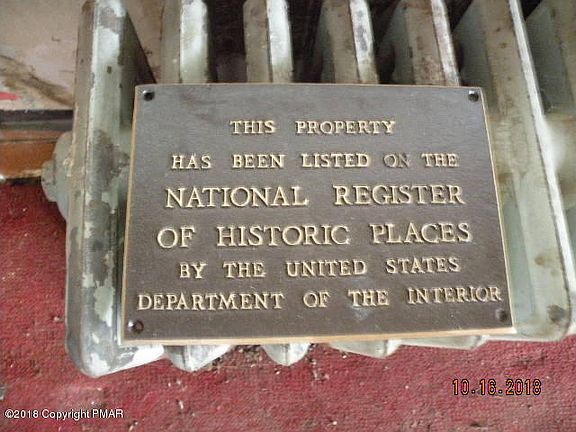 THIS PROPERTY
HAS BEEN LISTED ON THE
NATIONAL REGISTER
OF HISTORIC PLACES
BY THE UNITED STATES
DEPARTMENT OF THE INTERIOR
10.16.2018
©2018 Copyright PMAR